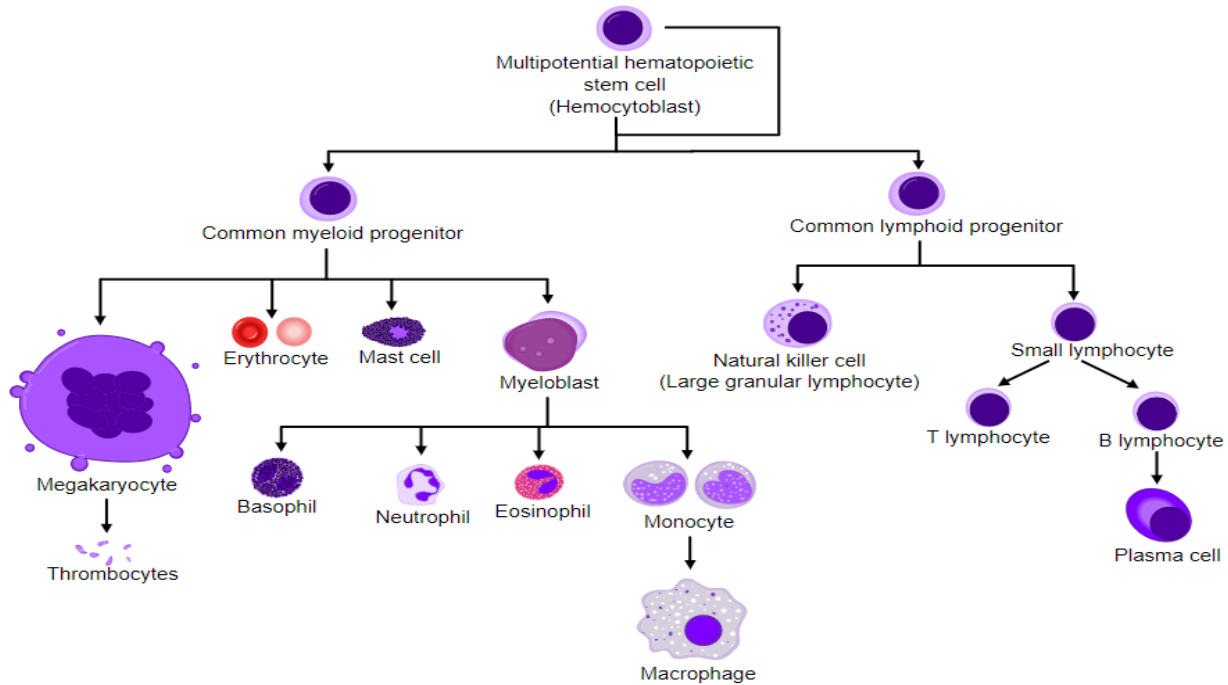 Multipotential hematopoietic
stem cell
(Hemocytoblast)
Common myeloid progenitor
Common lymphoid progenitor
Erythrocyte
Mast cell
Myeloblast
Natural killer cell
(Large granular lymphocyte)
Small lymphocyte
T lymphocyte
B lymphocyte
Megakaryocyte
Basophil
Neutrophil
Eosinophil
Monocyte
Plasma cell
Thrombocytes
Macrophage